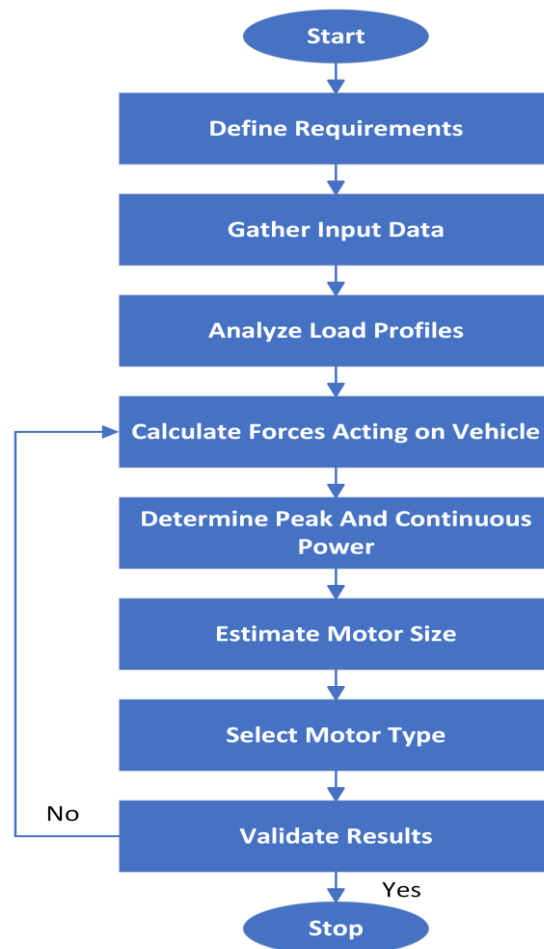 Start
Define Requirements
Gather Input Data
Analyze Load Profiles
Calculate Forces Acting on Vehicle
Determine Peak And Continuous
Power
Estimate Motor Size
Select Motor Type
No
Validate Results
Yes
Stop